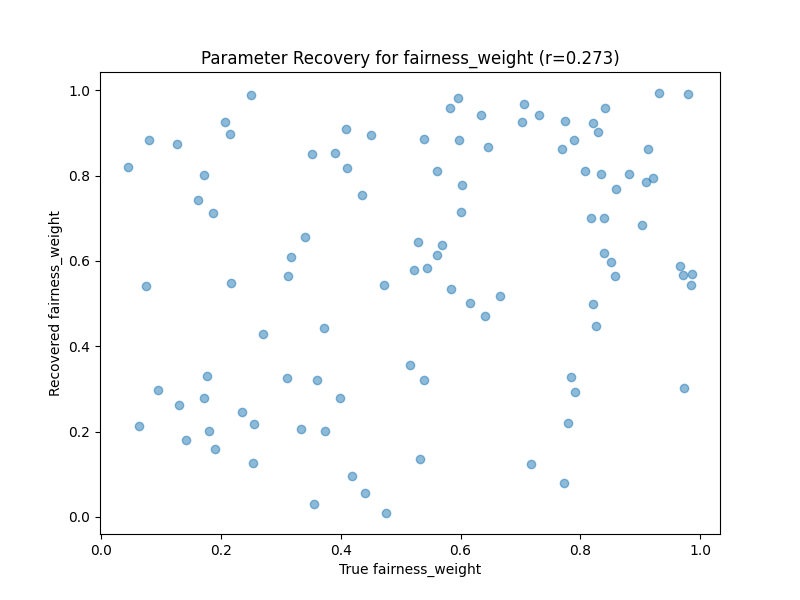 Parameter Recovery for fairness_weight (r=0.273)
Recovered fairness_weight
1.0
0.8
0.6
0.4
0.2
0.0
0.0 0.2 0.4 0.6 0.8 1.0
True fairness_weight